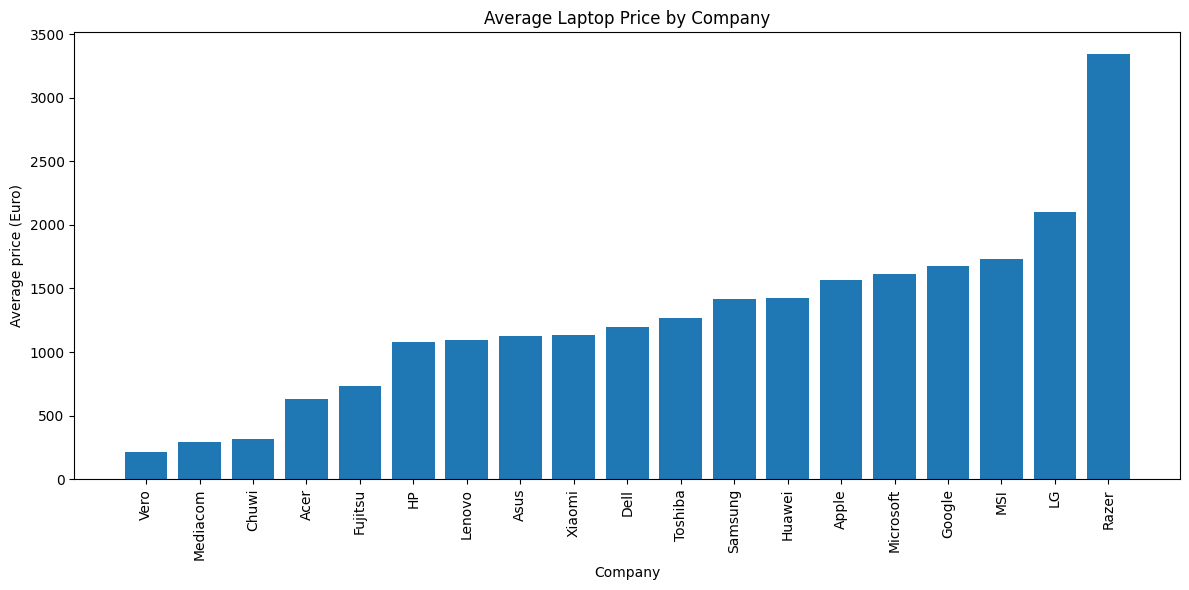 Average Laptop Price by Company
Average price (Euro)
3500
3000
2500
2000
1500
1000
500
0
Vero
Mediacom
Chuwi
Acer
Fujitsu
HP
Lenovo
Asus
Xiaomi
Dell
Toshiba
Samsung
Huawei
Apple
Microsoft
Google
MSI
LG
Razer
Company